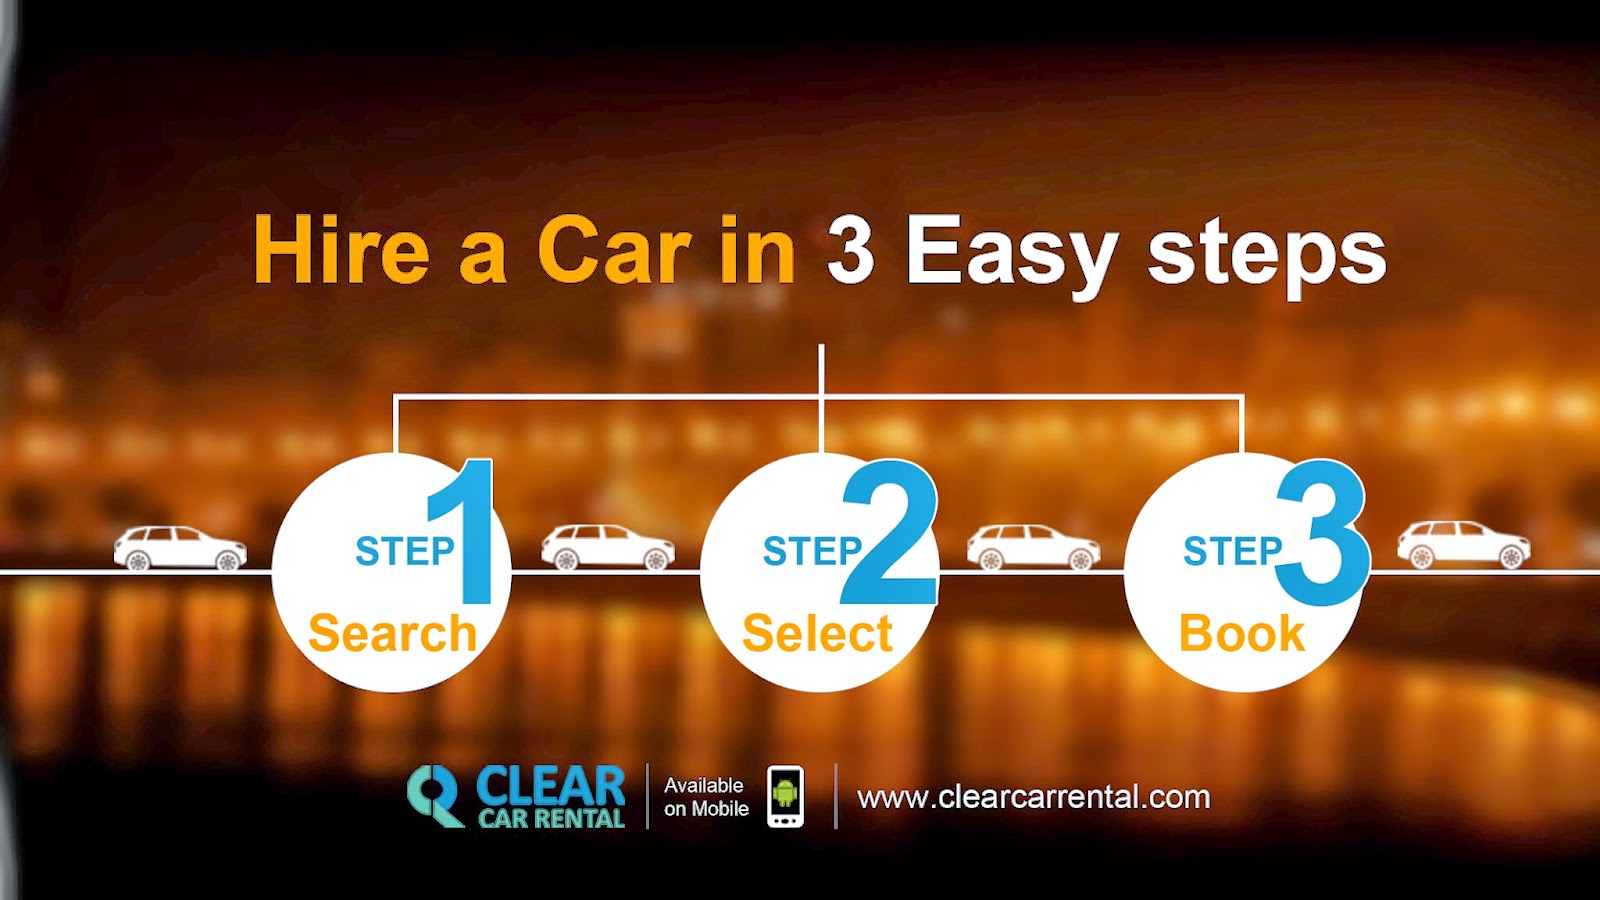 Hire a Car in 3 Easy steps
STEP 1
Search
STEP 2
Select
STEP 3
Book
CLEAR
CAR RENTAL
Available
on Mobile
www.clearcarrental.com